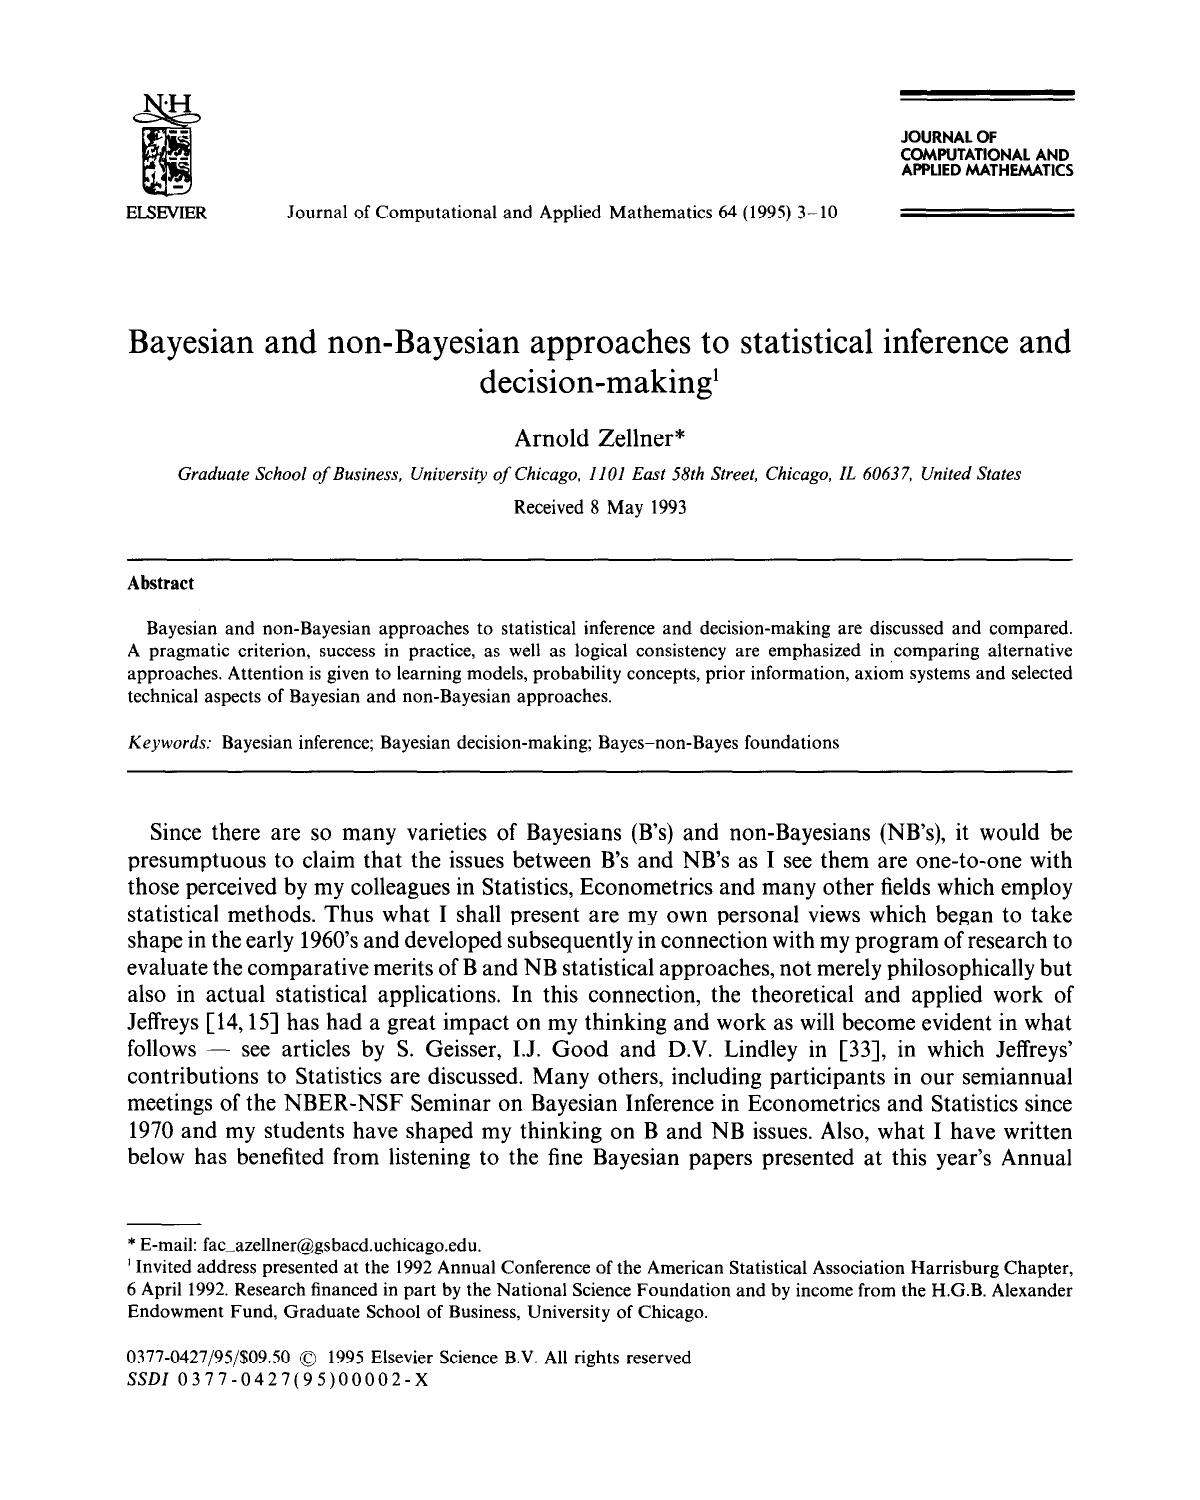 N·H
ELSEVIER
Journal of Computational and Applied Mathematics 64 (1995) 3–10
JOURNAL OF
COMPUTATIONAL AND
APPLIED MATHEMATICS
Bayesian and non-Bayesian approaches to statistical inference and
decision-making¹
Arnold Zellner*
Graduate School of Business, University of Chicago, 1101 East 58th Street, Chicago, IL 60637, United States
Received 8 May 1993
Abstract
Bayesian and non-Bayesian approaches to statistical inference and decision-making are discussed and compared.
A pragmatic criterion, success in practice, as well as logical consistency are emphasized in comparing alternative
approaches. Attention is given to learning models, probability concepts, prior information, axiom systems and selected
technical aspects of Bayesian and non-Bayesian approaches.
Keywords: Bayesian inference; Bayesian decision-making; Bayes–non-Bayes foundations
Since there are so many varieties of Bayesians (B's) and non-Bayesians (NB's), it would be
presumptuous to claim that the issues between B's and NB's as I see them are one-to-one with
those perceived by my colleagues in Statistics, Econometrics and many other fields which employ
statistical methods. Thus what I shall present are my own personal views which began to take
shape in the early 1960's and developed subsequently in connection with my program of research to
evaluate the comparative merits of B and NB statistical approaches, not merely philosophically but
also in actual statistical applications. In this connection, the theoretical and applied work of
Jeffreys [14, 15] has had a great impact on my thinking and work as will become evident in what
follows — see articles by S. Geisser, I.J. Good and D.V. Lindley in [33], in which Jeffreys'
contributions to Statistics are discussed. Many others, including participants in our semiannual
meetings of the NBER-NSF Seminar on Bayesian Inference in Econometrics and Statistics since
1970 and my students have shaped my thinking on B and NB issues. Also, what I have written
below has benefited from listening to the fine Bayesian papers presented at this year's Annual
* E-mail: fac_azellner@gsbacd.uchicago.edu.
¹ Invited address presented at the 1992 Annual Conference of the American Statistical Association Harrisburg Chapter,
6 April 1992. Research financed in part by the National Science Foundation and by income from the H.G.B. Alexander
Endowment Fund, Graduate School of Business, University of Chicago.
0377-0427/95/$09.50 © 1995 Elsevier Science B.V. All rights reserved
SSDI 0377-0427(95)00002-X